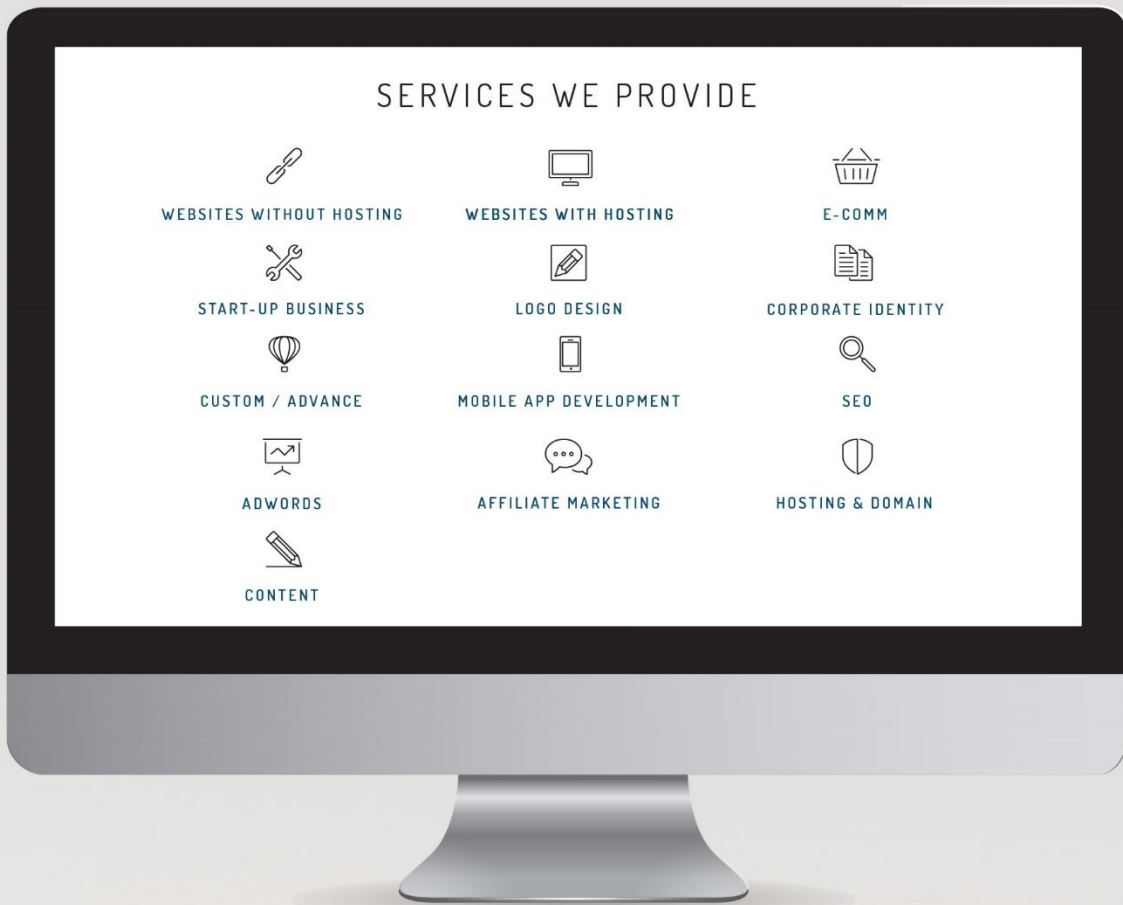 SERVICES WE PROVIDE
WEBSITES WITHOUT HOSTING
WEBSITES WITH HOSTING
E-COMM
START-UP BUSINESS
LOGO DESIGN
CORPORATE IDENTITY
CUSTOM / ADVANCE
MOBILE APP DEVELOPMENT
SEO
ADWORDS
AFFILIATE MARKETING
HOSTING & DOMAIN
CONTENT